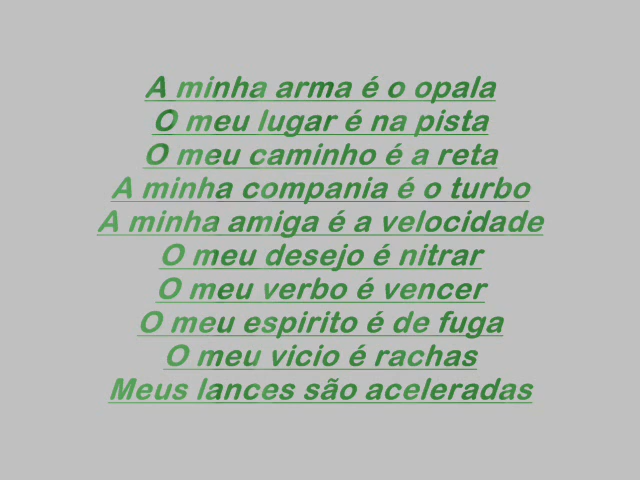 A minha arma é o opala
O meu lugar é na pista
O meu caminho é a reta
A minha compania é o turbo
A minha amiga é a velocidade
O meu desejo é nitrar
O meu verbo é vencer
O meu espirito é de fuga
O meu vicio é rachas
Meus lances são aceleradas